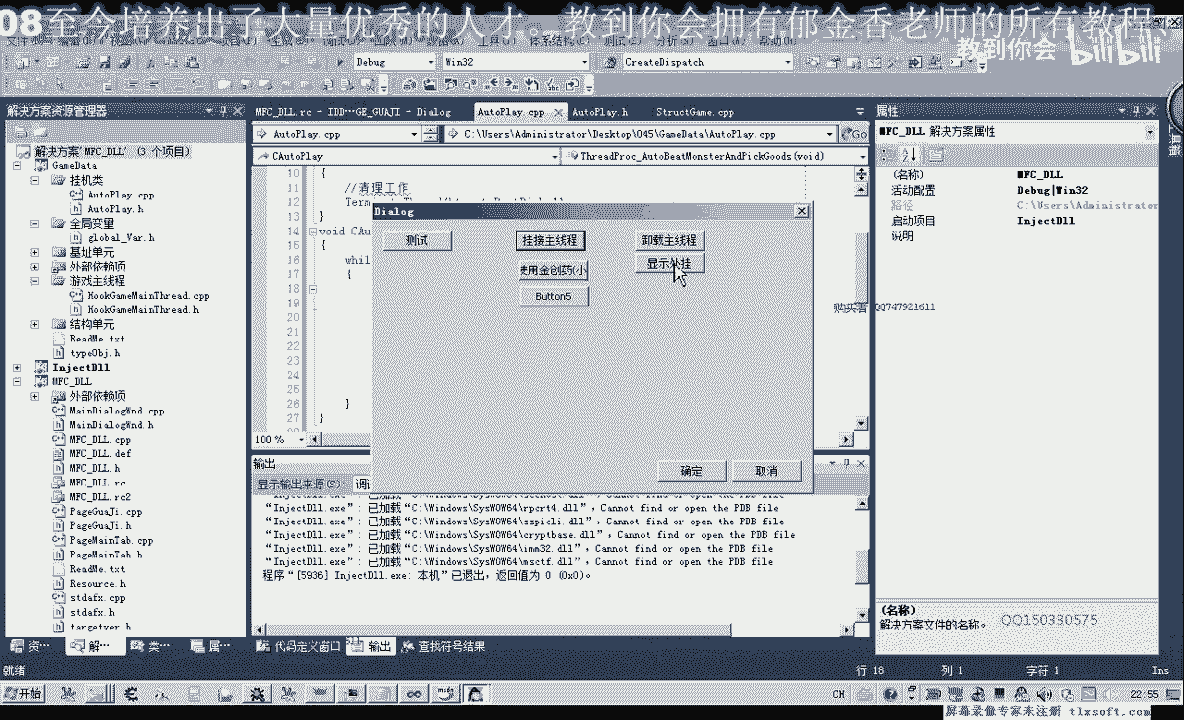 08至今培养出了大量优秀的人才、教到你会拥有郁金香老师的所有教程、
教到你会 bilibili
Debug
Win32
CreateDispatch
解决方案资源管理器
解决方案'MFC_DLL' (3 个项目)
GameData
挂机类
AutoPlay.cpp
AutoPlay.h
全局变量
global_Var.h
基址单元
外部依赖项
游戏主线程
HookGameMainThread.cpp
HookGameMainThread.h
结构单元
ReadMe.txt
typeObj.h
InjectDll
MFC_DLL
外部依赖项
MainDialogWnd.cpp
MainDialogWnd.h
MFC_DLL.cpp
MFC_DLL.def
MFC_DLL.h
MFC_DLL.rc
MFC_DLL.rc2
PageGuaJi.cpp
PageGuaJi.h
PageMainTab.cpp
PageMainTab.h
ReadMe.txt
Resource.h
stdafx.cpp
stdafx.h
targetver.h
资…
解…
类…
属…
MFC_DLL.rc - IDD…GE_GUAJI - Dialog
AutoPlay.cpp
AutoPlay.h
StructGame.cpp
AutoPlay.cpp
C:\Users\Administrator\Desktop\045\GameData\AutoPlay.cpp
Go
CAutoPlay
ThreadProc_AutoBeatMonsterAndPickGoods(void)
10 {
11 //清理工作
12 Term
13 }
14 void CAu
15 {
16 whil
17 {
18
19
20
21
22
23
24
25
26 }
27 }
100 %
Dialog
测试
挂接主线程
卸载主线程
使用金创药(小
显示外挂
Button5
确定
取消
购买者 QQ747921611
输出
显示输出来源(S):
“InjectDll.exe”: 已加载“C:\Windows\SysWOW64\sechost.dll”, Cannot find or open the PDB file
“InjectDll.exe”: 已加载“C:\Windows\SysWOW64\rpcrt4.dll”, Cannot find or open the PDB file
“InjectDll.exe”: 已加载“C:\Windows\SysWOW64\sspicli.dll”, Cannot find or open the PDB file
“InjectDll.exe”: 已加载“C:\Windows\SysWOW64\cryptbase.dll”, Cannot find or open the PDB file
“InjectDll.exe”: 已加载“C:\Windows\SysWOW64\imm32.dll”, Cannot find or open the PDB file
“InjectDll.exe”: 已加载“C:\Windows\SysWOW64\msctf.dll”, Cannot find or open the PDB file
程序“[5936] InjectDll.exe: 本机”已退出，返回值为 0 (0x0)。
代码定义窗口
输出
查找符号结果
属性
MFC_DLL 解决方案属性
(名称) MFC_DLL
活动配置 Debug|Win32
路径 C:\Users\Administrator
启动项目 InjectDll
说明
(名称)
解决方案文件的名称。
QQ150330575
就绪
行 18
列 1
字符 1
Ins
开始
CH
22:55
屏幕录像专家未注册 tlxsoft.com